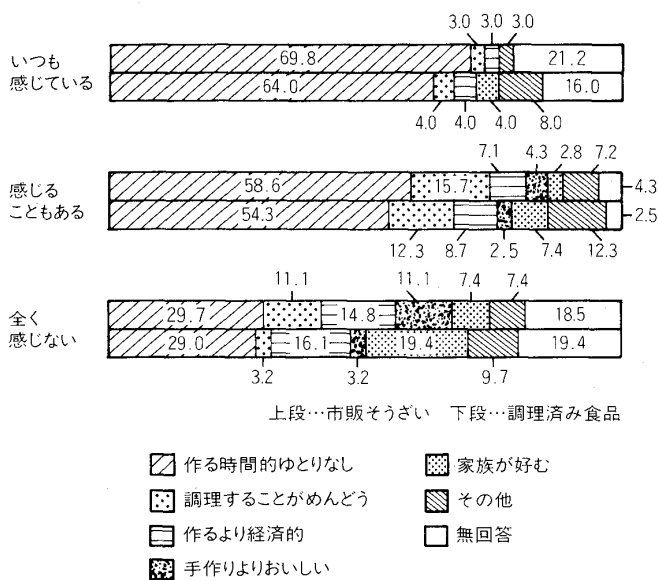 3.0 3.0 3.0
いつも
感じている
69.8 21.2
64.0 16.0
4.0 4.0 4.0 8.0
7.1 4.3 2.8 7.2
感じる
こともある
58.6 15.7 4.3
54.3 2.5
12.3 8.7 2.5 7.4 12.3
11.1 11.1 7.4 7.4
全く
感じない
29.7 14.8 18.5
29.0 16.1 19.4 19.4
3.2 3.2 9.7
上段…市販そうざい 下段…調理済み食品
作る時間的ゆとりなし 家族が好む
調理することがめんどう その他
作るより経済的 無回答
手作りよりおいしい